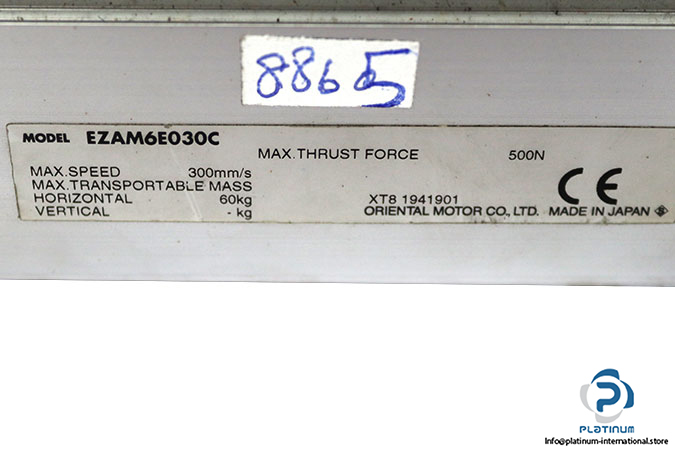 8865
MODEL EZAM6E030C
MAX.THRUST FORCE 500N
MAX.SPEED 300mm/s
MAX.TRANSPORTABLE MASS
HORIZONTAL 60kg
VERTICAL - kg
XT8 1941901
ORIENTAL MOTOR CO., LTD. MADE IN JAPAN
CE
PLATINUM
info@platinum-international.store